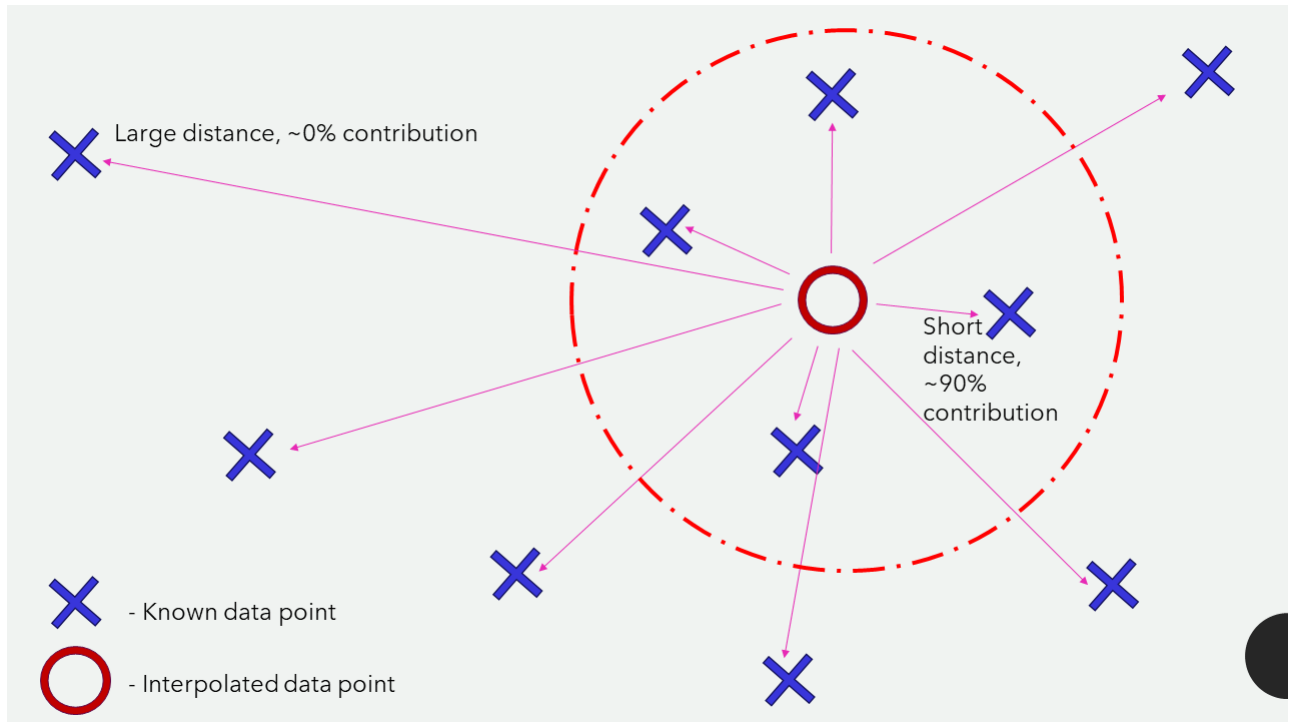 Large distance, ~0% contribution
Short
distance,
~90%
contribution
- Known data point
- Interpolated data point